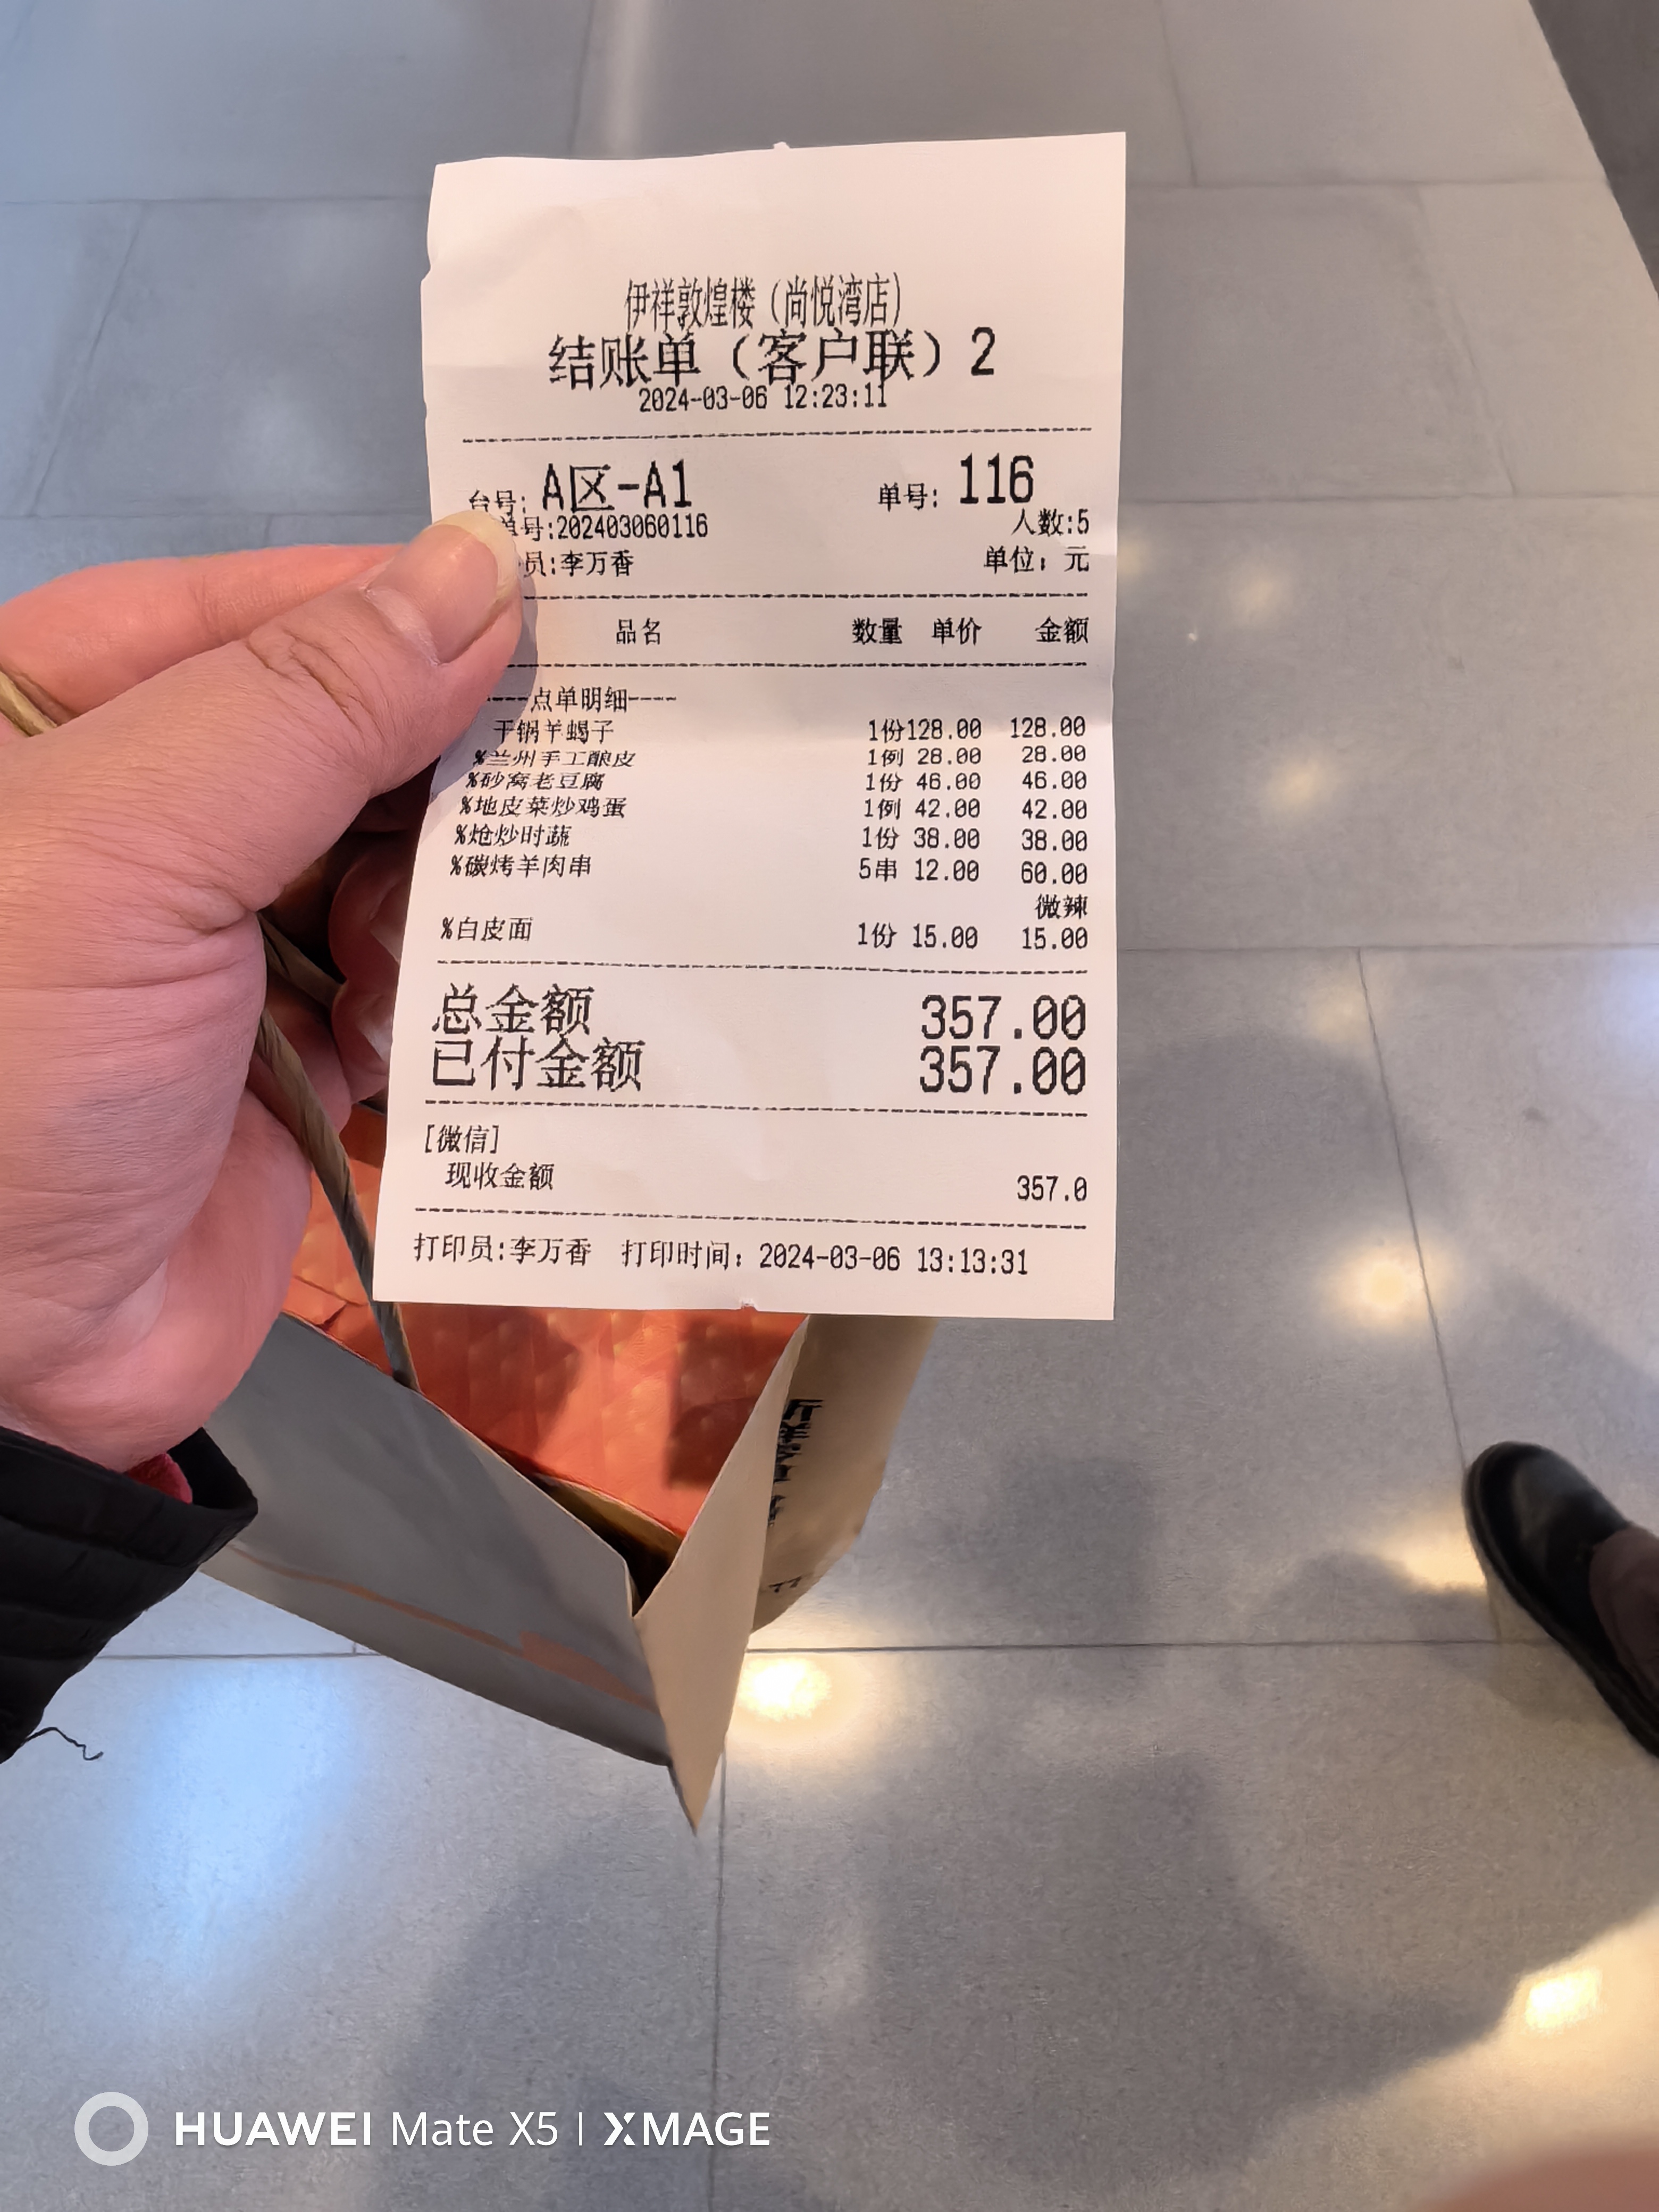 伊祥敦煌楼（尚悦湾店）
结账单（客户联）2
2024-03-06 12:23:11
台号: A区-A1 单号: 116
单号:202403060116 人数:5
员:李万香 单位：元
品名 数量 单价 金额
----点单明细----
干锅羊蝎子 1份128.00 128.00
%兰州手工酿皮 1例 28.00 28.00
%砂窝老豆腐 1份 46.00 46.00
%地皮菜炒鸡蛋 1例 42.00 42.00
%炝炒时蔬 1份 38.00 38.00
%碳烤羊肉串 5串 12.00 60.00
微辣
%白皮面 1份 15.00 15.00
总金额 357.00
已付金额 357.00
[微信]
现收金额 357.0
打印员:李万香 打印时间：2024-03-06 13:13:31
HUAWEI Mate X5 | XMAGE